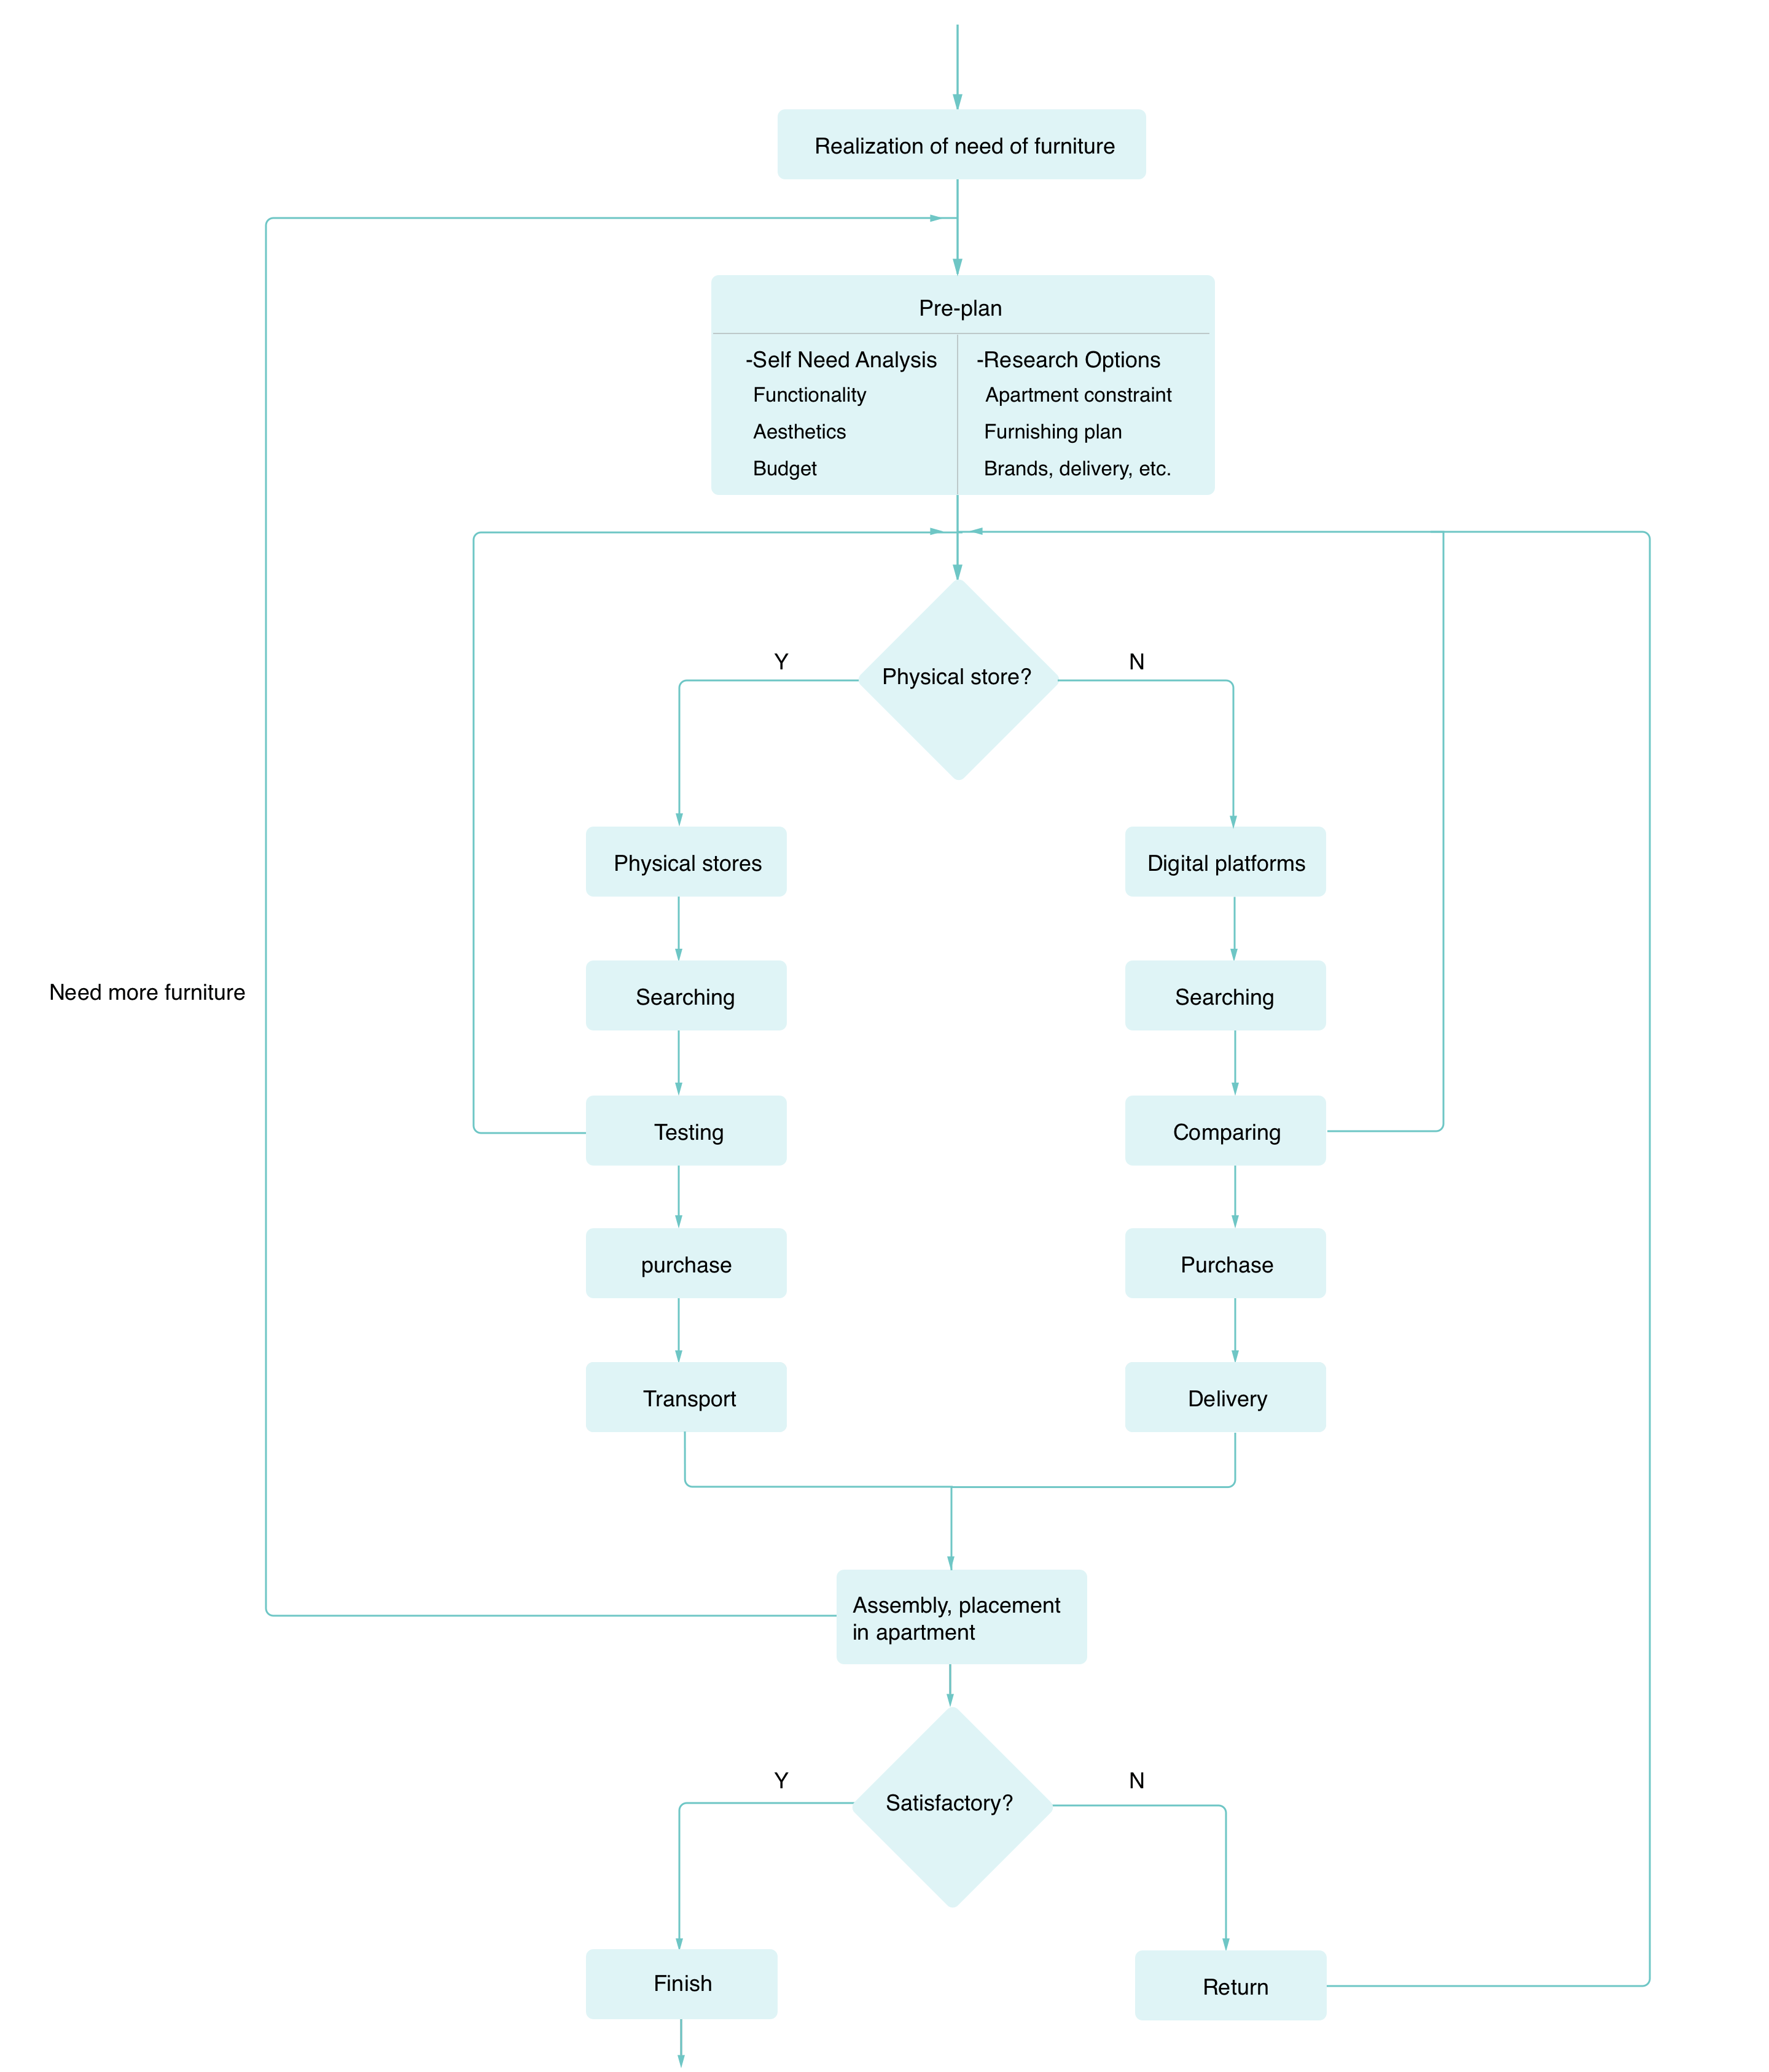 Realization of need of furniture
Pre-plan
-Self Need Analysis
Functionality
Aesthetics
Budget
-Research Options
Apartment constraint
Furnishing plan
Brands, delivery, etc.
Physical store?
Y
N
Physical stores
Searching
Testing
purchase
Transport
Digital platforms
Searching
Comparing
Purchase
Delivery
Need more furniture
Assembly, placement
in apartment
Satisfactory?
Y
N
Finish
Return